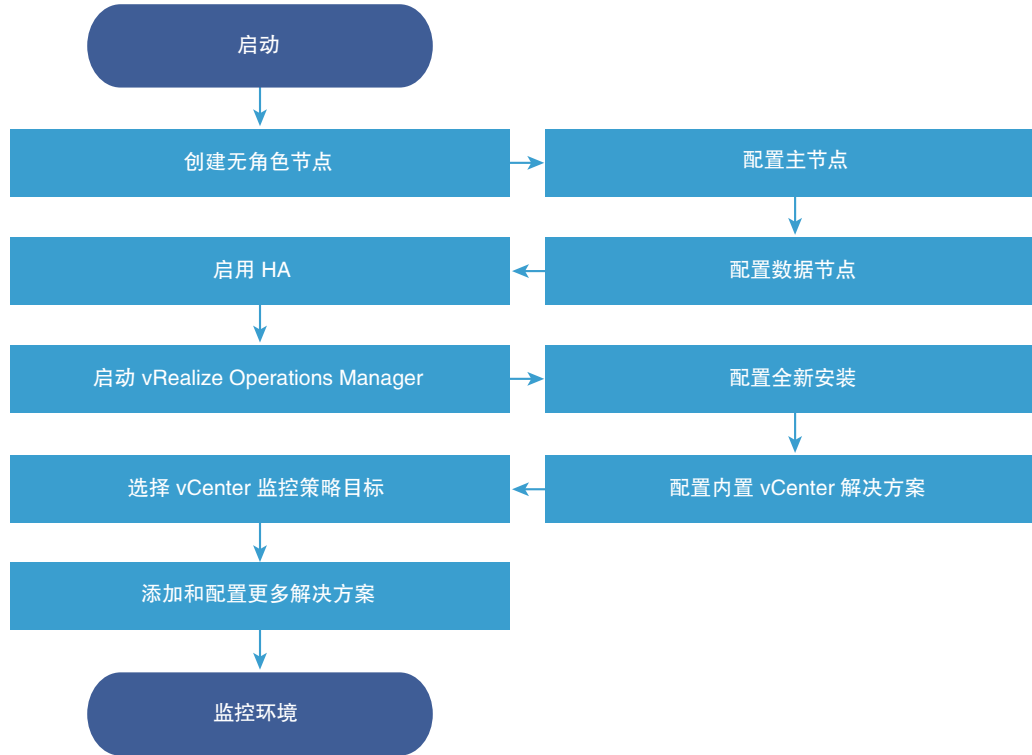 启动
创建无角色节点
配置主节点
配置数据节点
启用 HA
启动 vRealize Operations Manager
配置全新安装
配置内置 vCenter 解决方案
选择 vCenter 监控策略目标
添加和配置更多解决方案
监控环境